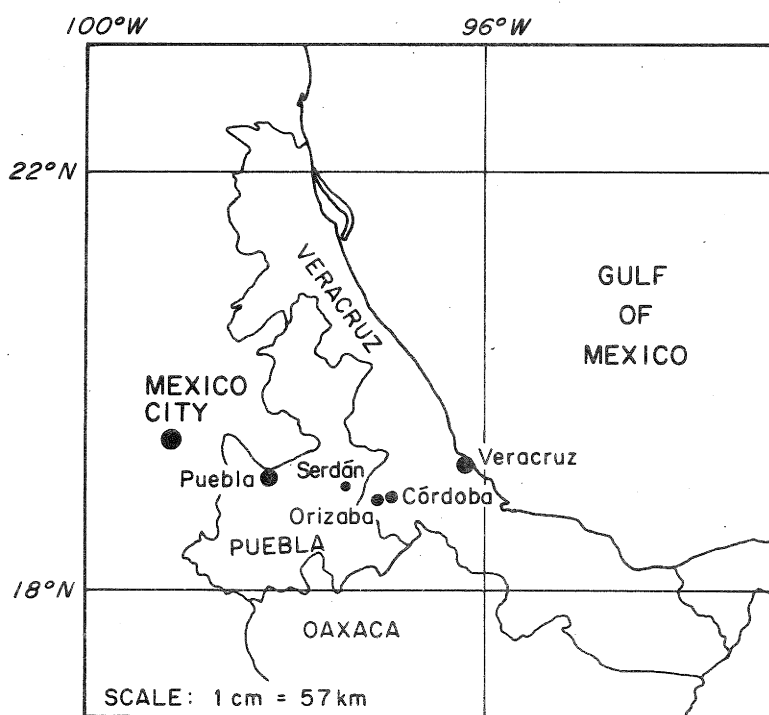 100°W
96°W
22°N
VERACRUZ
GULF
OF
MEXICO
MEXICO
CITY
Veracruz
Puebla
Serdán
Córdoba
Orizaba
PUEBLA
18°N
OAXACA
SCALE: 1 cm = 57 km